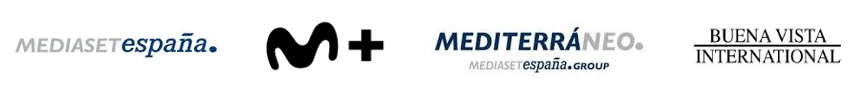 MEDIASETespaña.
M+
MEDITERRÁNEO.
MEDIASETespaña.GROUP
BUENA VISTA
INTERNATIONAL